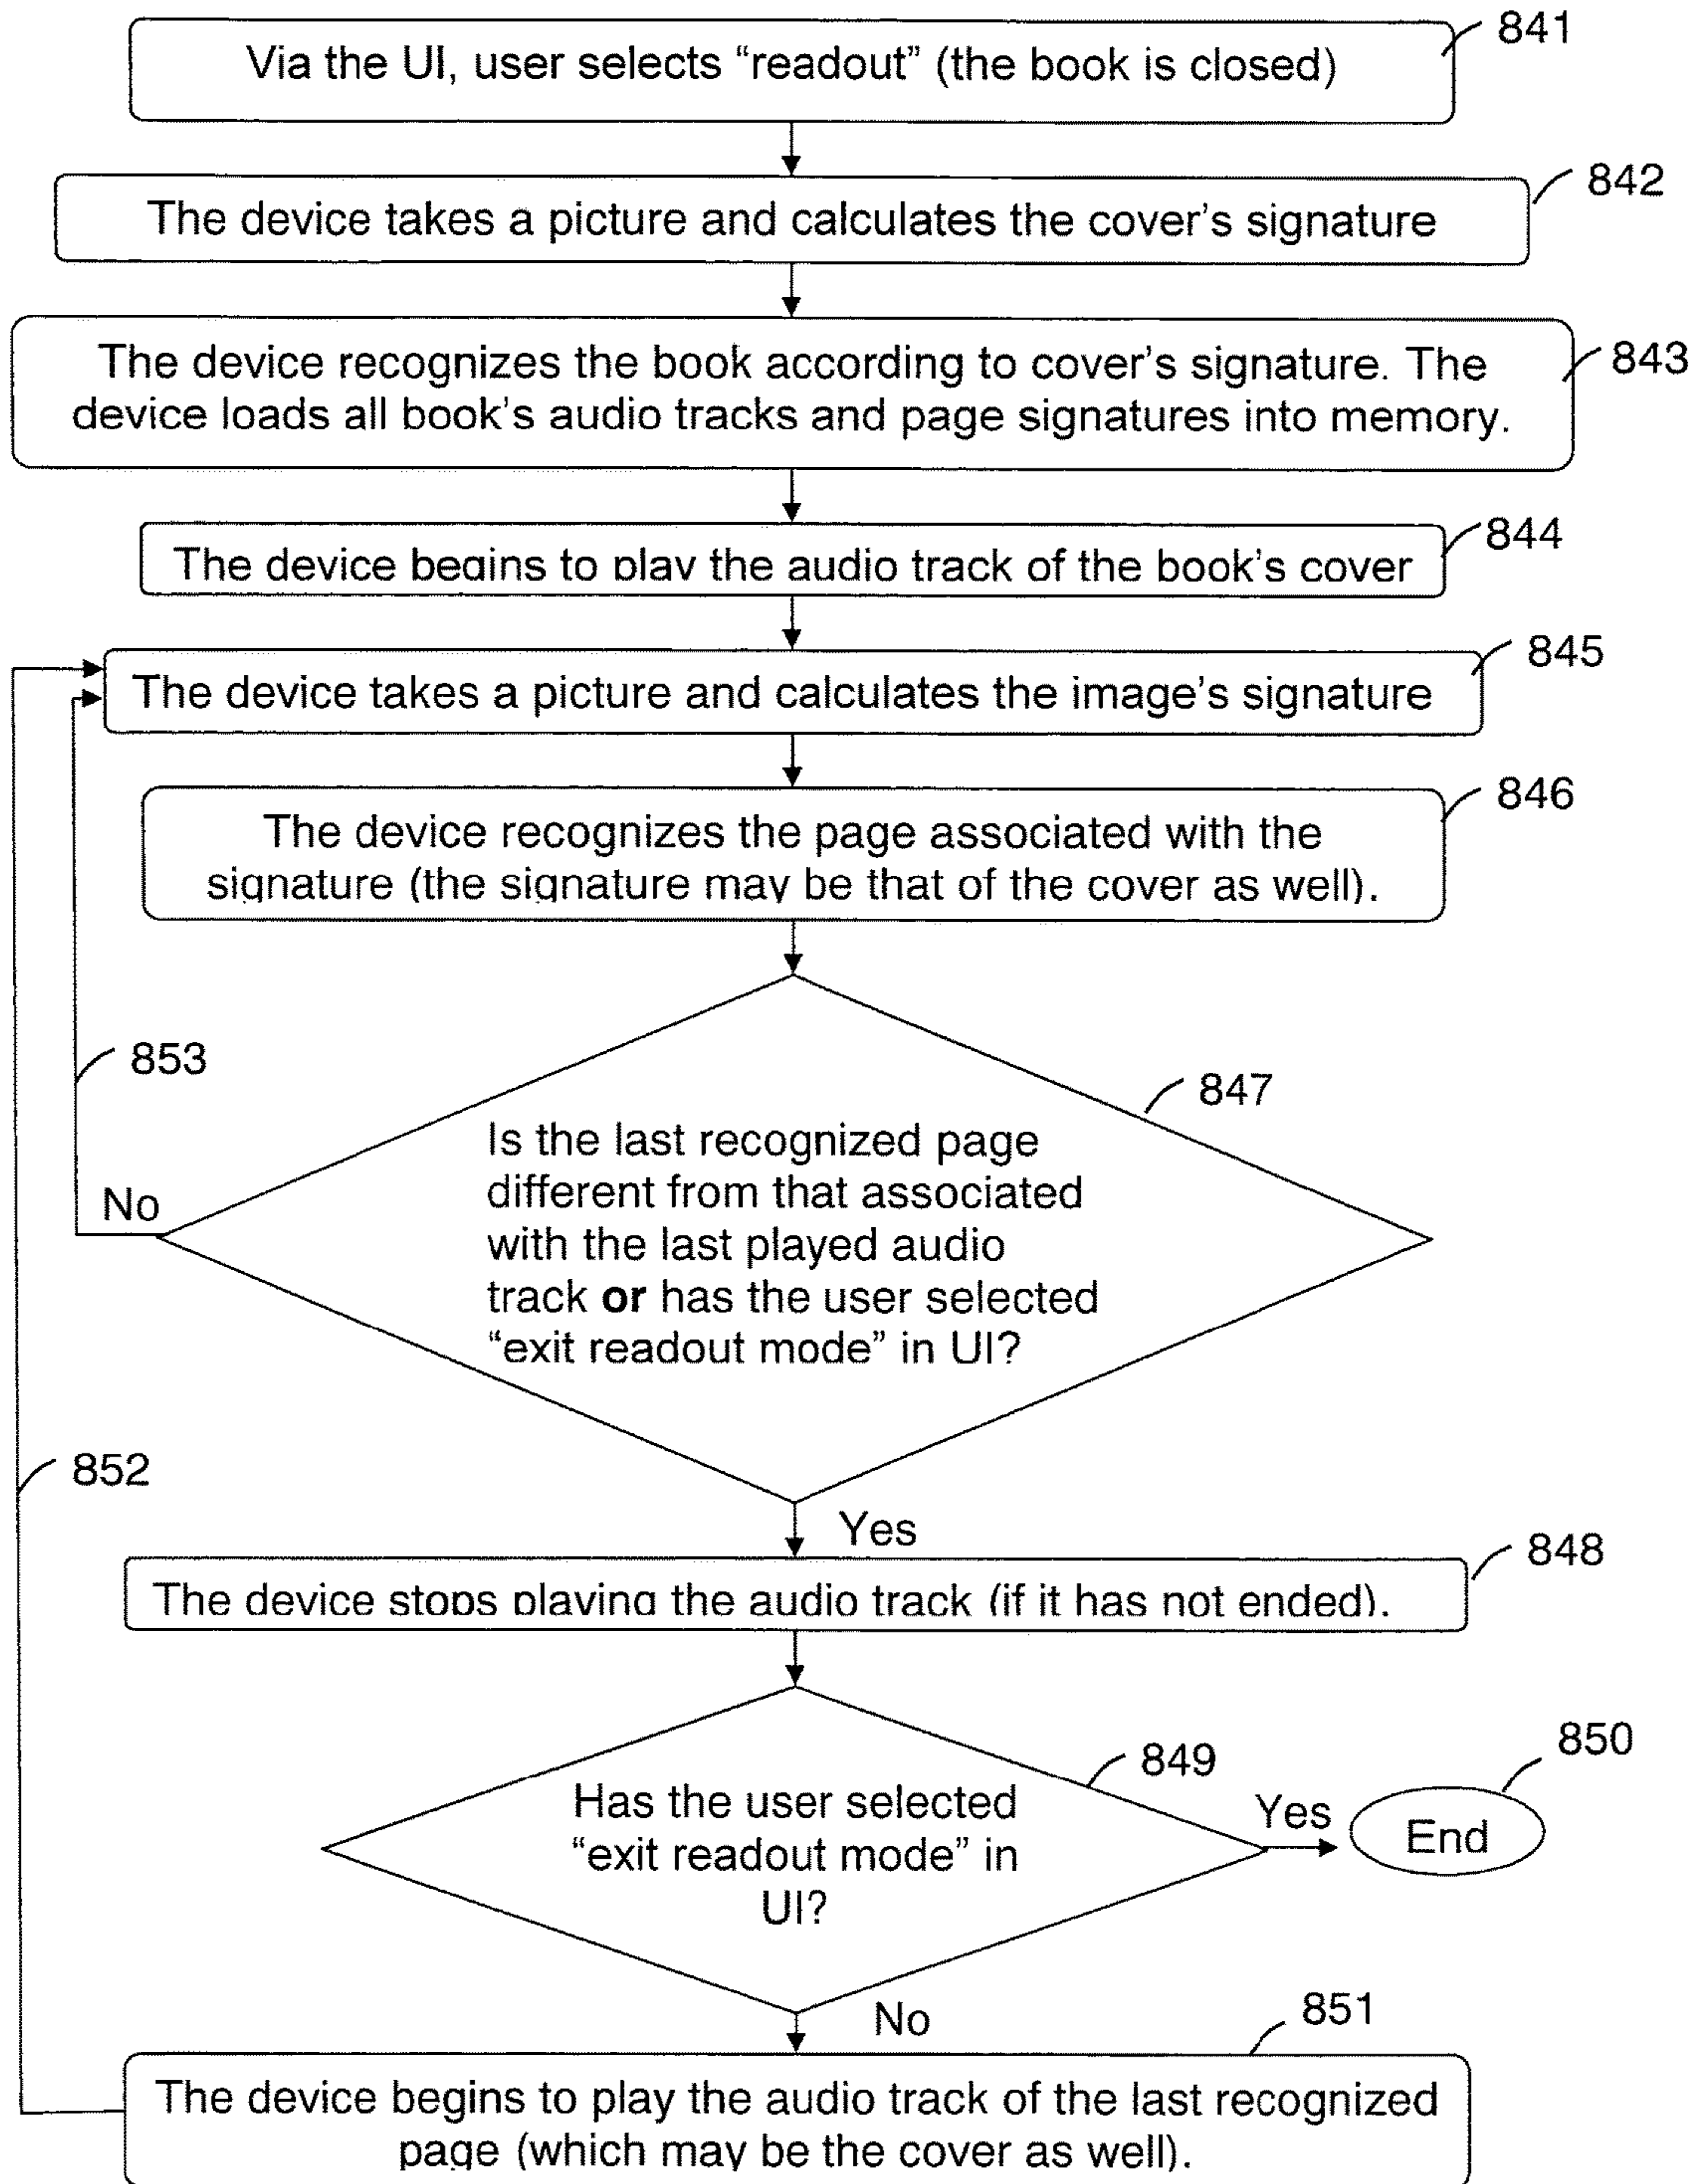 841
Via the UI, user selects “readout” (the book is closed)
842
The device takes a picture and calculates the cover’s signature
843
The device recognizes the book according to cover’s signature. The
device loads all book’s audio tracks and page signatures into memory.
844
The device begins to play the audio track of the book’s cover
845
The device takes a picture and calculates the image’s signature
846
The device recognizes the page associated with the
signature (the signature may be that of the cover as well).
853
847
Is the last recognized page
different from that associated
with the last played audio
track or has the user selected
“exit readout mode” in UI?
No
852
Yes
848
The device stops playing the audio track (if it has not ended).
849
850
Has the user selected
“exit readout mode” in
UI?
Yes
End
No
851
The device begins to play the audio track of the last recognized
page (which may be the cover as well).